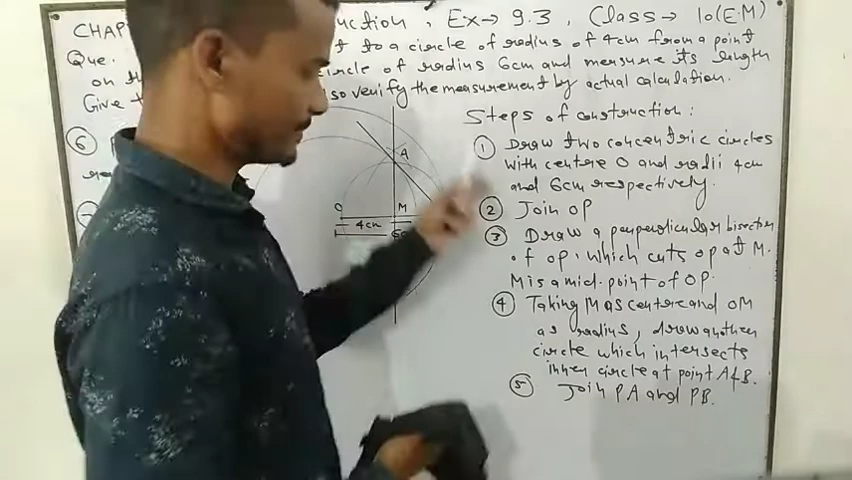 CHAP
uction, Ex→ 9.3, Class→ 10(E.M)
Que.
t to a circle of radius of 4cm from a point
on
circle of radius 6cm and mensure its length
Give
so verify the measurement by actual calculation.
Steps of construction:
① Draw two concentric circles
with centre O and radii 4cm
and 6cm respectively.
② Join OP
③ Draw a perpendicular bisector
of op, which cuts op at M.
M is a mid-point of OP.
④ Taking M as centre and OM
as radius, draw another
circle which intersects
inner circle at point A&B.
⑤ Join PA and PB.
⑥
A
O
M
4cm